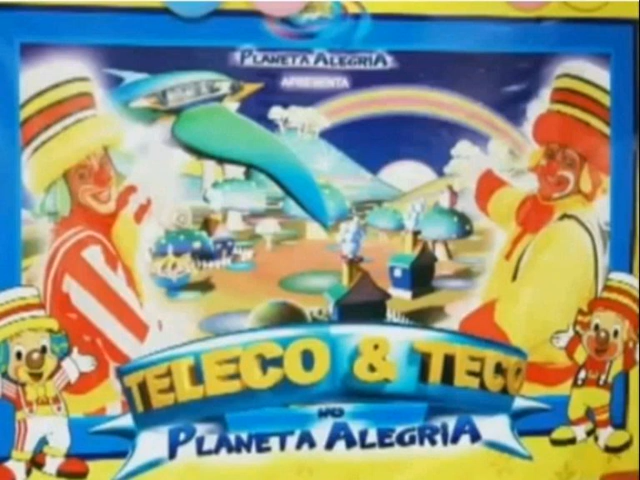 PLANETA ALEGRIA
APRESENTA
TELECO & TECO
NO
PLANETA ALEGRIA